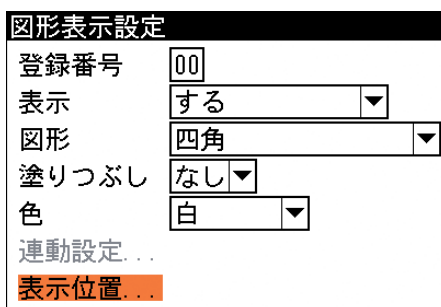 図形表示設定
登録番号 00
表示 する
図形 四角
塗りつぶし なし
色 白
連動設定...
表示位置...